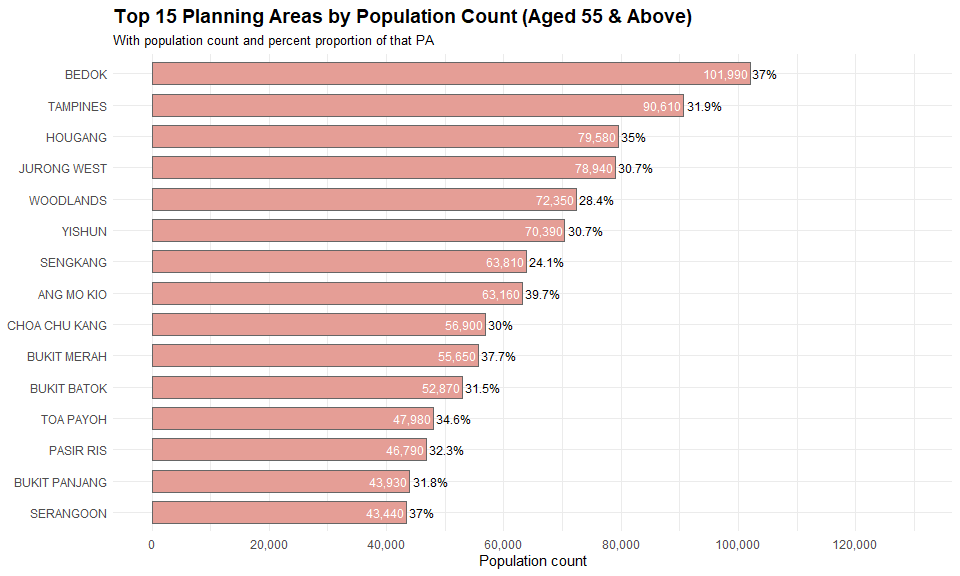 Top 15 Planning Areas by Population Count (Aged 55 & Above)
With population count and percent proportion of that PA
BEDOK 101,990 37%
TAMPINES 90,610 31.9%
HOUGANG 79,580 35%
JURONG WEST 78,940 30.7%
WOODLANDS 72,350 28.4%
YISHUN 70,390 30.7%
SENGKANG 63,810 24.1%
ANG MO KIO 63,160 39.7%
CHOA CHU KANG 56,900 30%
BUKIT MERAH 55,650 37.7%
BUKIT BATOK 52,870 31.5%
TOA PAYOH 47,980 34.6%
PASIR RIS 46,790 32.3%
BUKIT PANJANG 43,930 31.8%
SERANGOON 43,440 37%
0 20,000 40,000 60,000 80,000 100,000 120,000
Population count